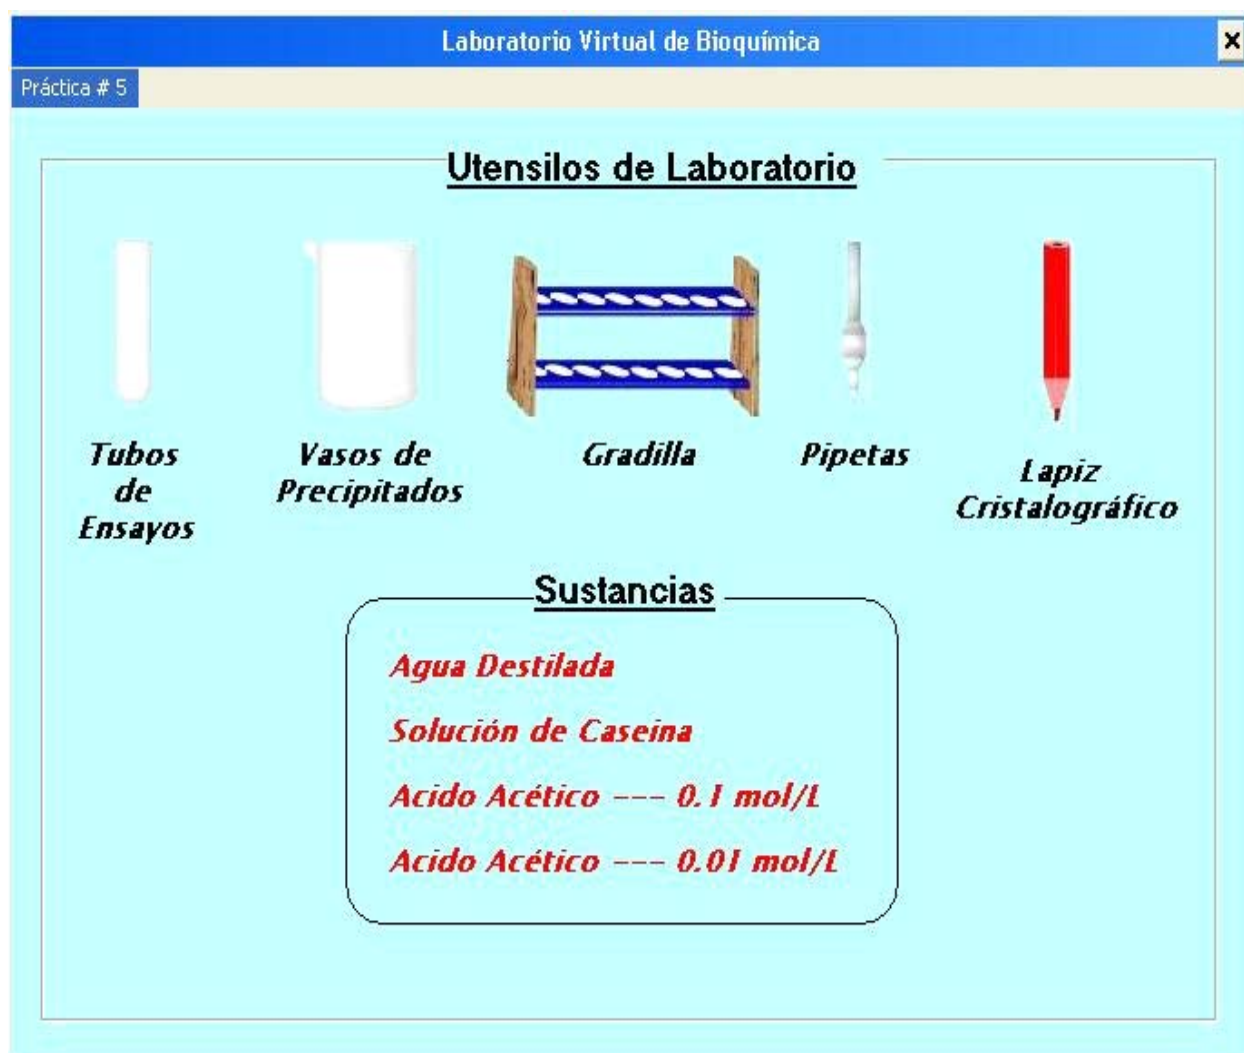 Laboratorio Virtual de Bioquímica
Práctica # 5
Utensilos de Laboratorio
Tubos
de
Ensayos
Vasos de
Precipitados
Gradilla
Pipetas
Lapiz
Cristalográfico
Sustancias
Agua Destilada
Solución de Caseina
Acido Acético --- 0.1 mol/L
Acido Acético --- 0.01 mol/L